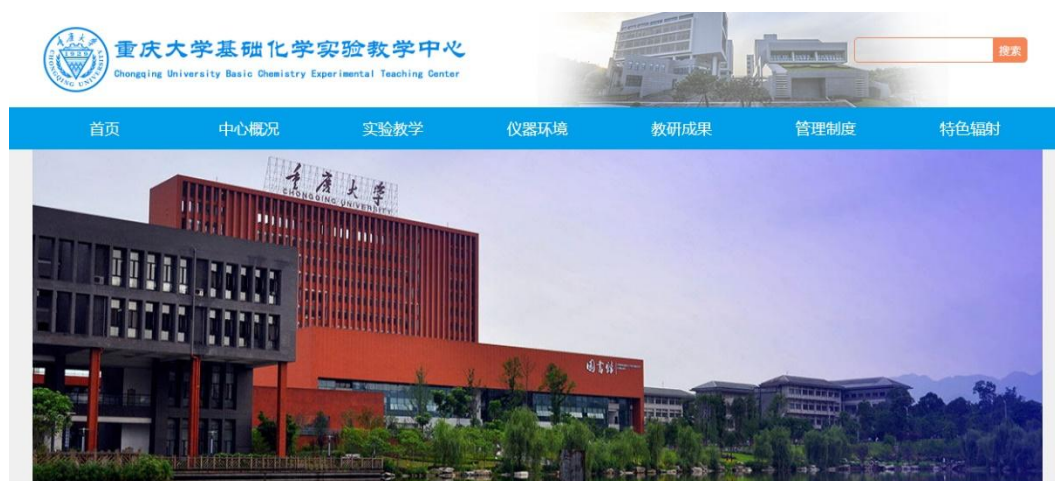 重庆大学基础化学实验教学中心
Chongqing University Basic Chemistry Experimental Teaching Center
搜索
首页 中心概况 实验教学 仪器环境 教研成果 管理制度 特色辐射
重庆大学
CHONGQING UNIVERSITY
图书馆